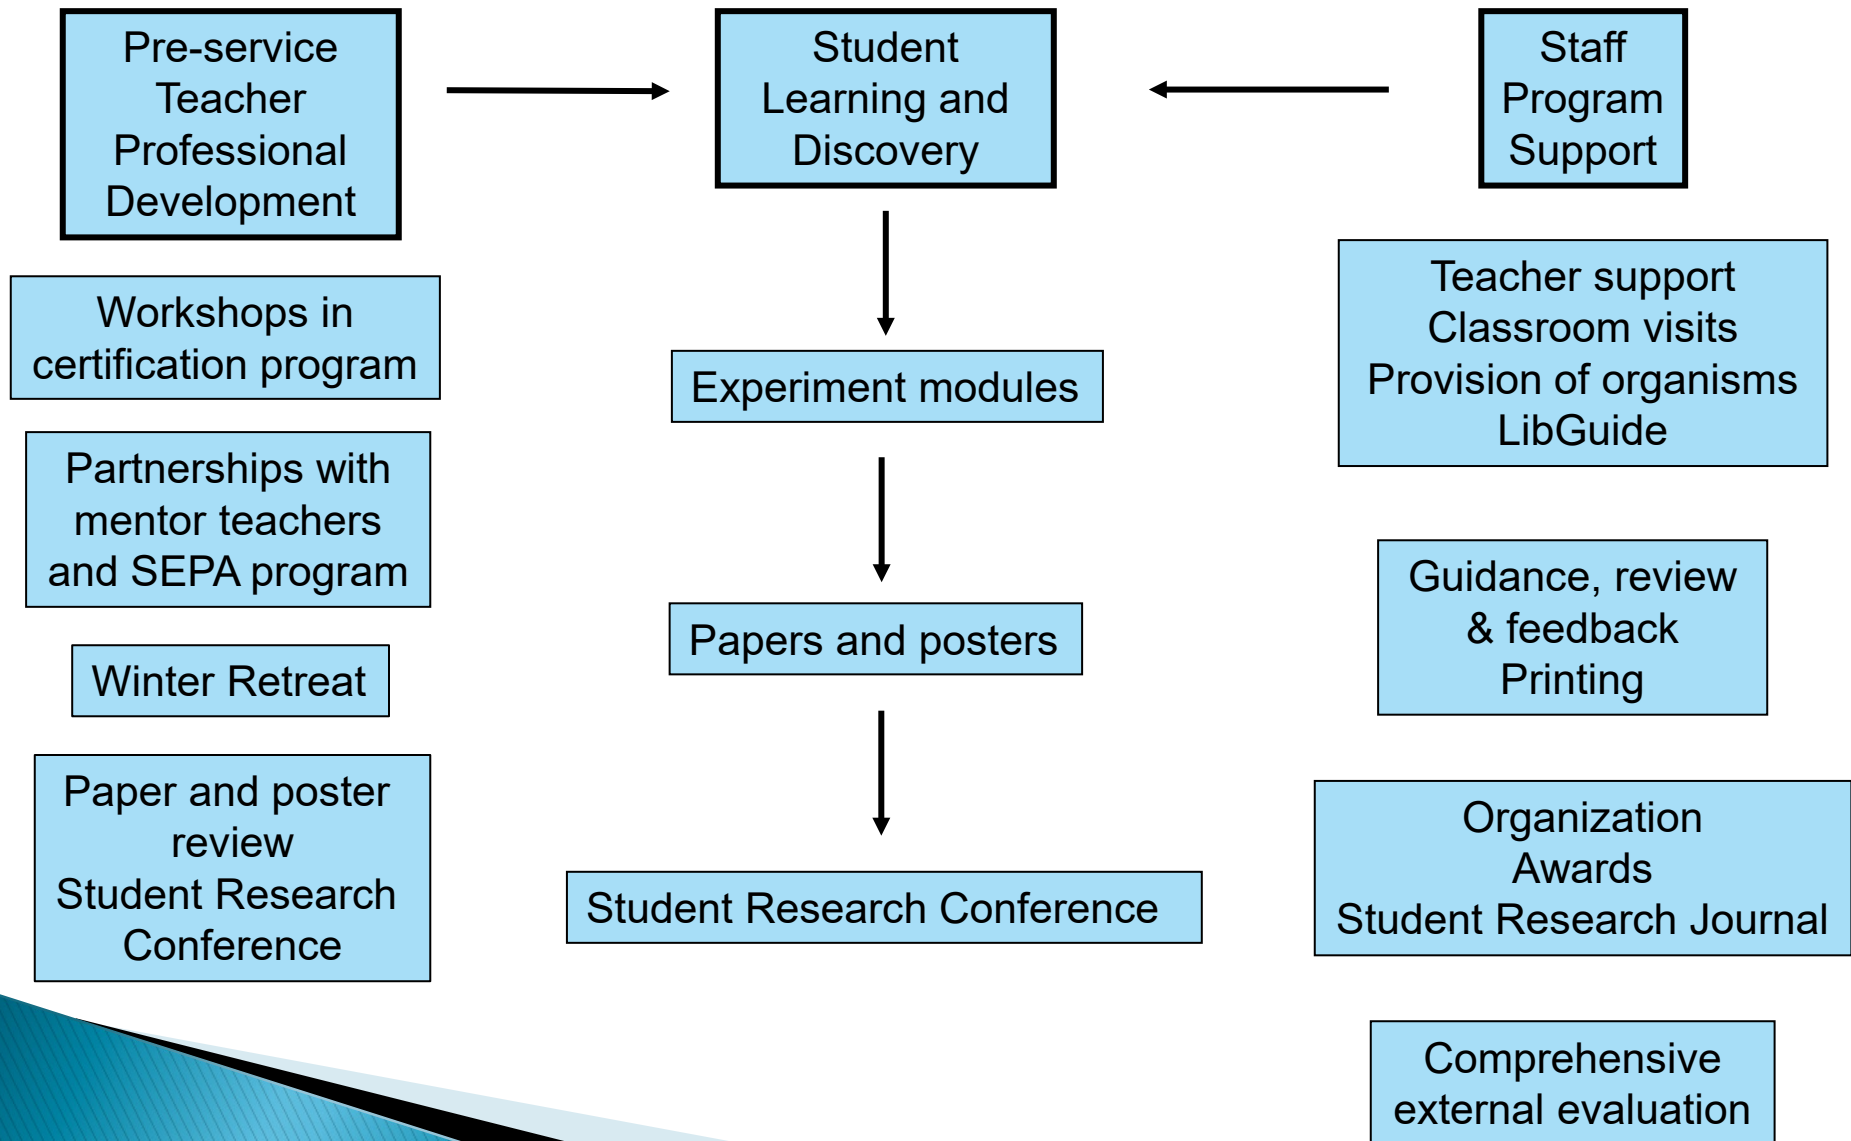 Pre-service
Teacher
Professional
Development
Workshops in
certification program
Partnerships with
mentor teachers
and SEPA program
Winter Retreat
Paper and poster
review
Student Research
Conference
Student
Learning and
Discovery
Experiment modules
Papers and posters
Student Research Conference
Staff
Program
Support
Teacher support
Classroom visits
Provision of organisms
LibGuide
Guidance, review
& feedback
Printing
Organization
Awards
Student Research Journal
Comprehensive
external evaluation